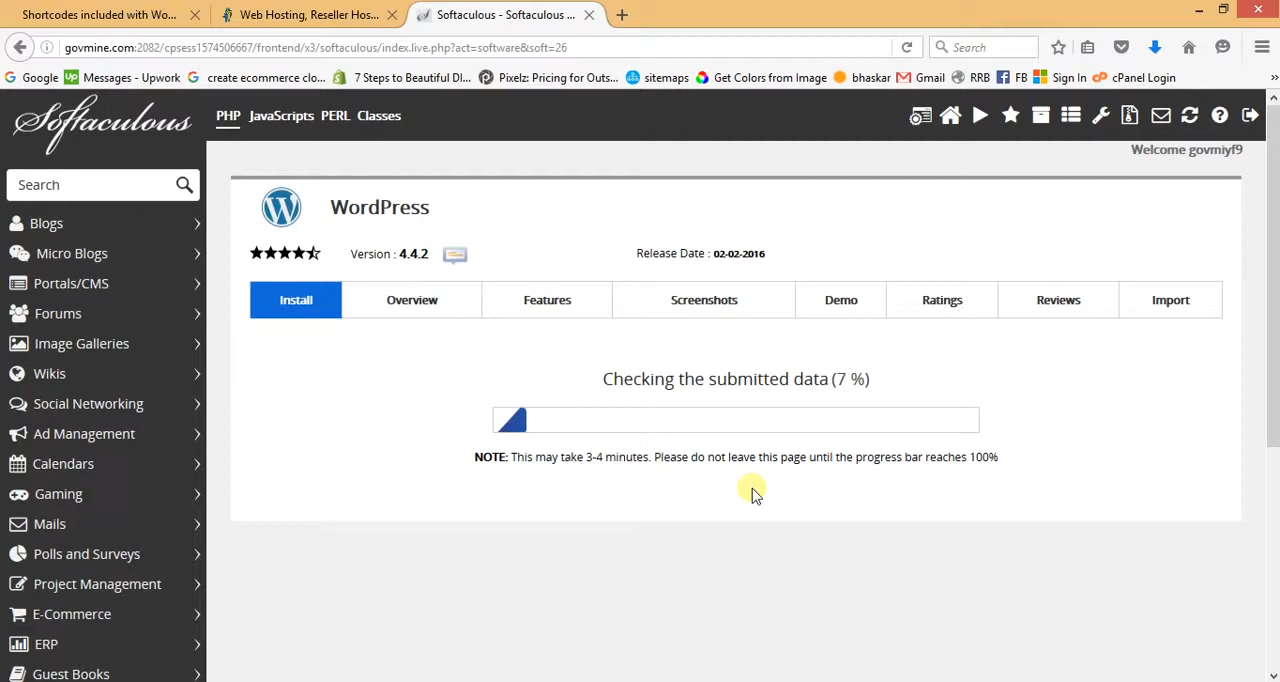 Shortcodes included with Wo...
Web Hosting, Reseller Hos...
Softaculous - Softaculous ...
govmine.com:2082/cpsess1574506667/frontend/x3/softaculous/index.live.php?act=software&soft=26
Search
Google
Messages - Upwork
create ecommerce clo...
7 Steps to Beautiful DI...
Pixelz: Pricing for Outs...
sitemaps
Get Colors from Image
bhaskar
Gmail
RRB
FB
Sign In
cPanel Login
Softaculous
PHP JavaScripts PERL Classes
Welcome govmiyf9
Search
Blogs
Micro Blogs
Portals/CMS
Forums
Image Galleries
Wikis
Social Networking
Ad Management
Calendars
Gaming
Mails
Polls and Surveys
Project Management
E-Commerce
ERP
Guest Books
WordPress
Version : 4.4.2
Release Date : 02-02-2016
Install
Overview
Features
Screenshots
Demo
Ratings
Reviews
Import
Checking the submitted data (7 %)
NOTE: This may take 3-4 minutes. Please do not leave this page until the progress bar reaches 100%